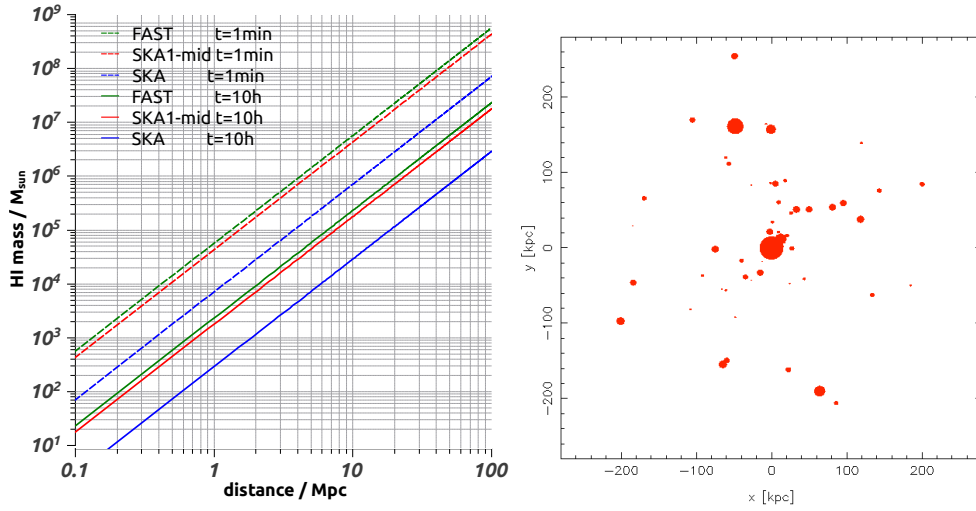 10^9
10^8
10^7
10^6
10^5
10^4
10^3
10^2
10^1
HI mass / M_sun
FAST t=1min
SKA1-mid t=1min
SKA t=1min
FAST t=10h
SKA1-mid t=10h
SKA t=10h
0.1 1 10 100
distance / Mpc
200
100
0
−100
−200
y [kpc]
−200 −100 0 100 200
x [kpc]